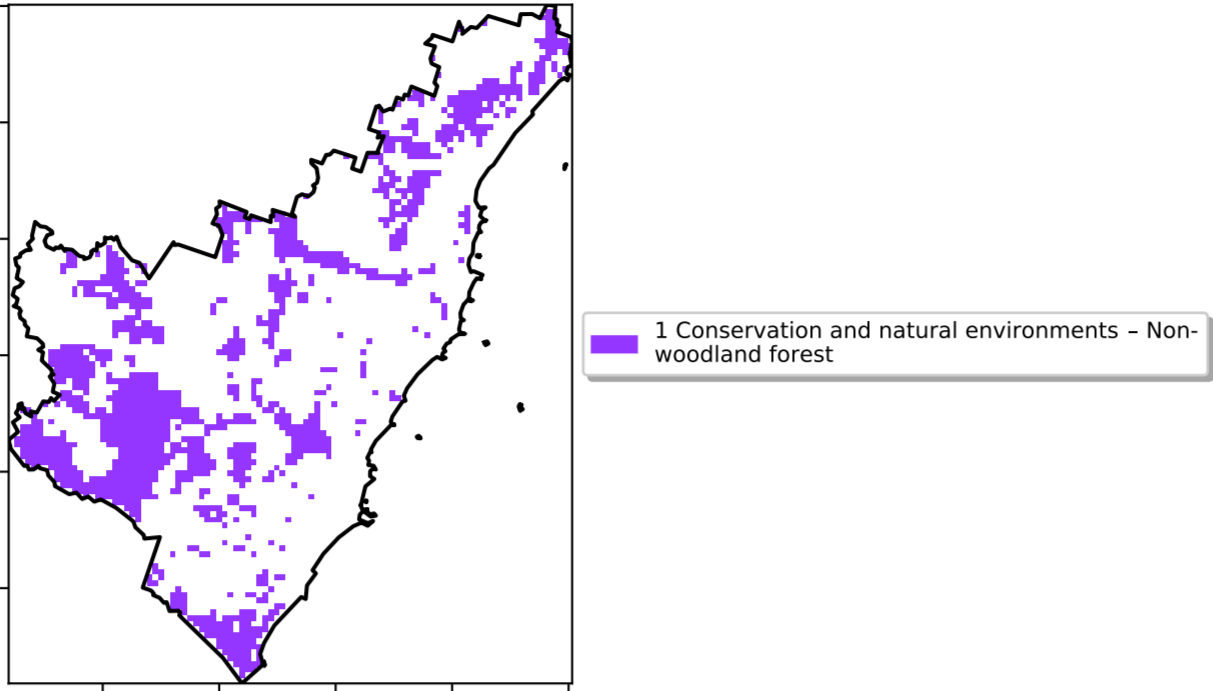 1 Conservation and natural environments – Non-
woodland forest